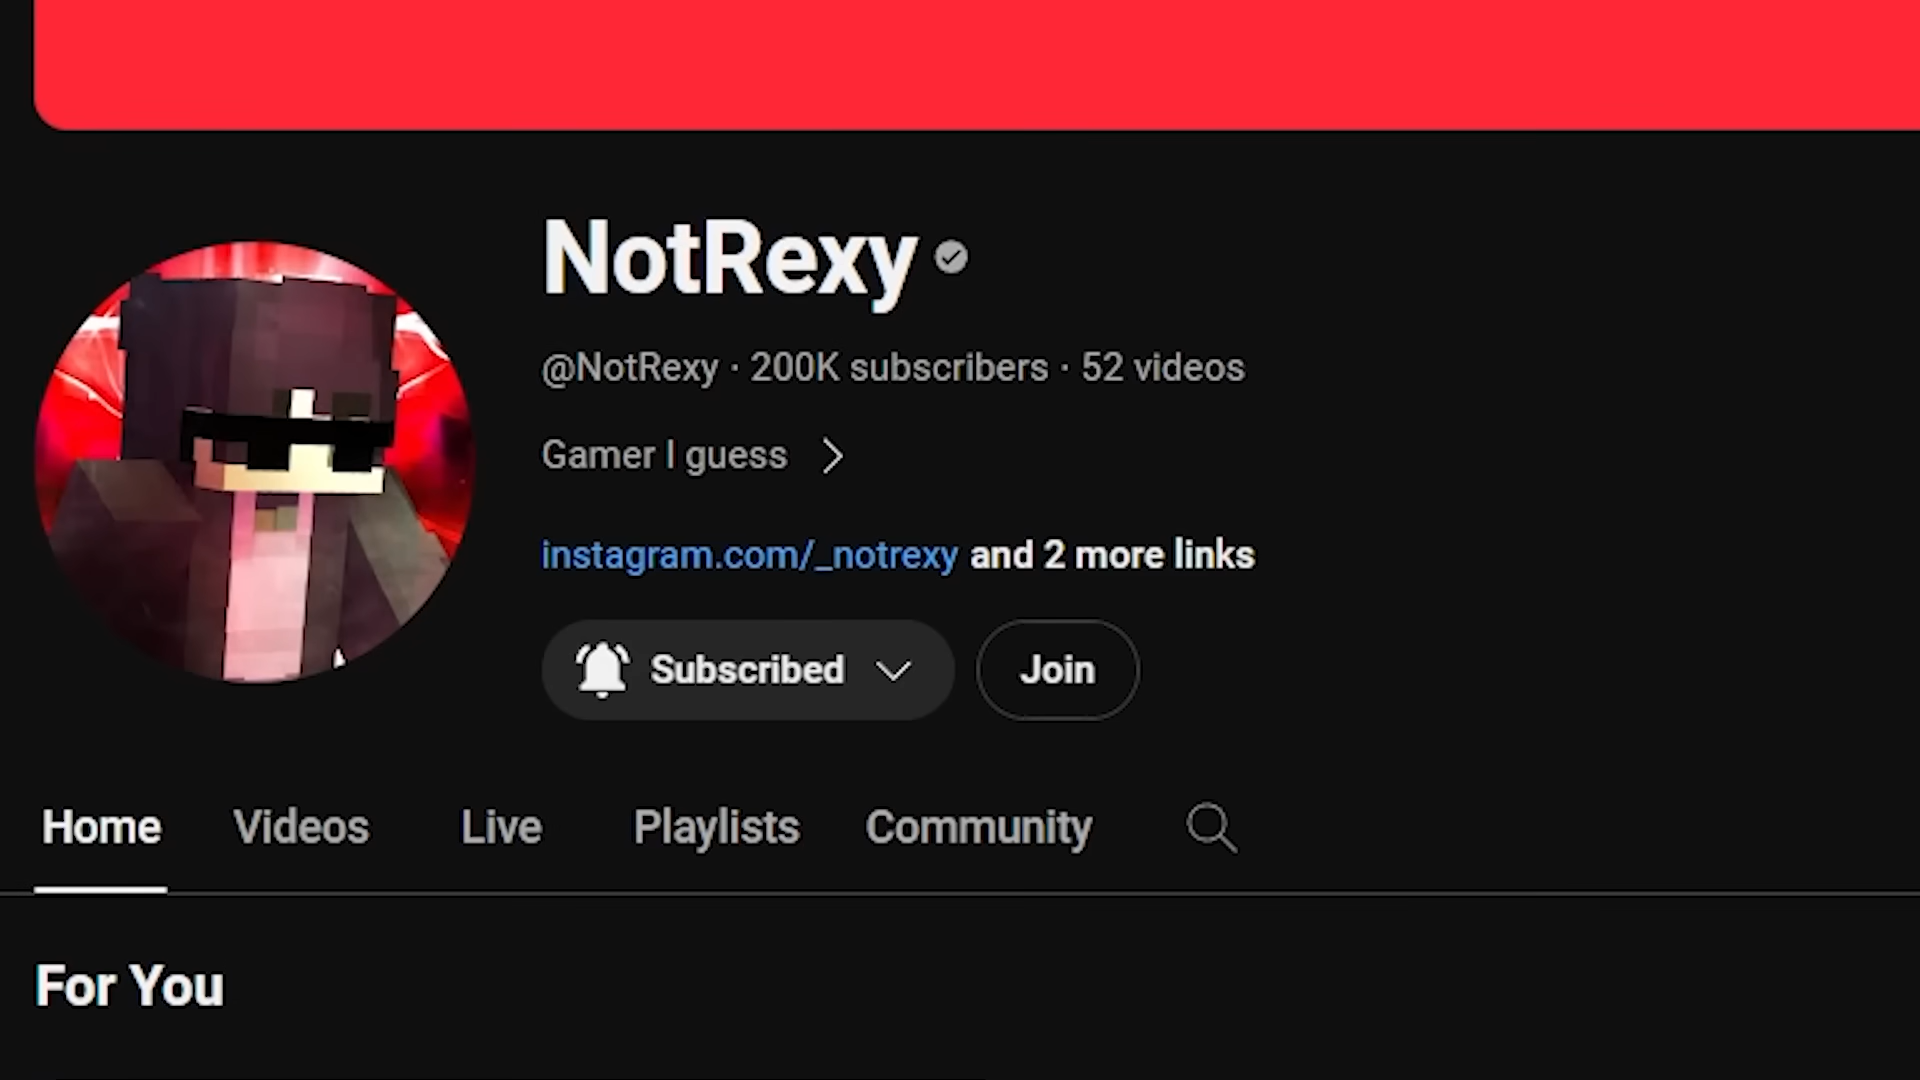 NotRexy
@NotRexy · 200K subscribers · 52 videos
Gamer I guess
instagram.com/_notrexy and 2 more links
Subscribed Join
Home Videos Live Playlists Community
For You